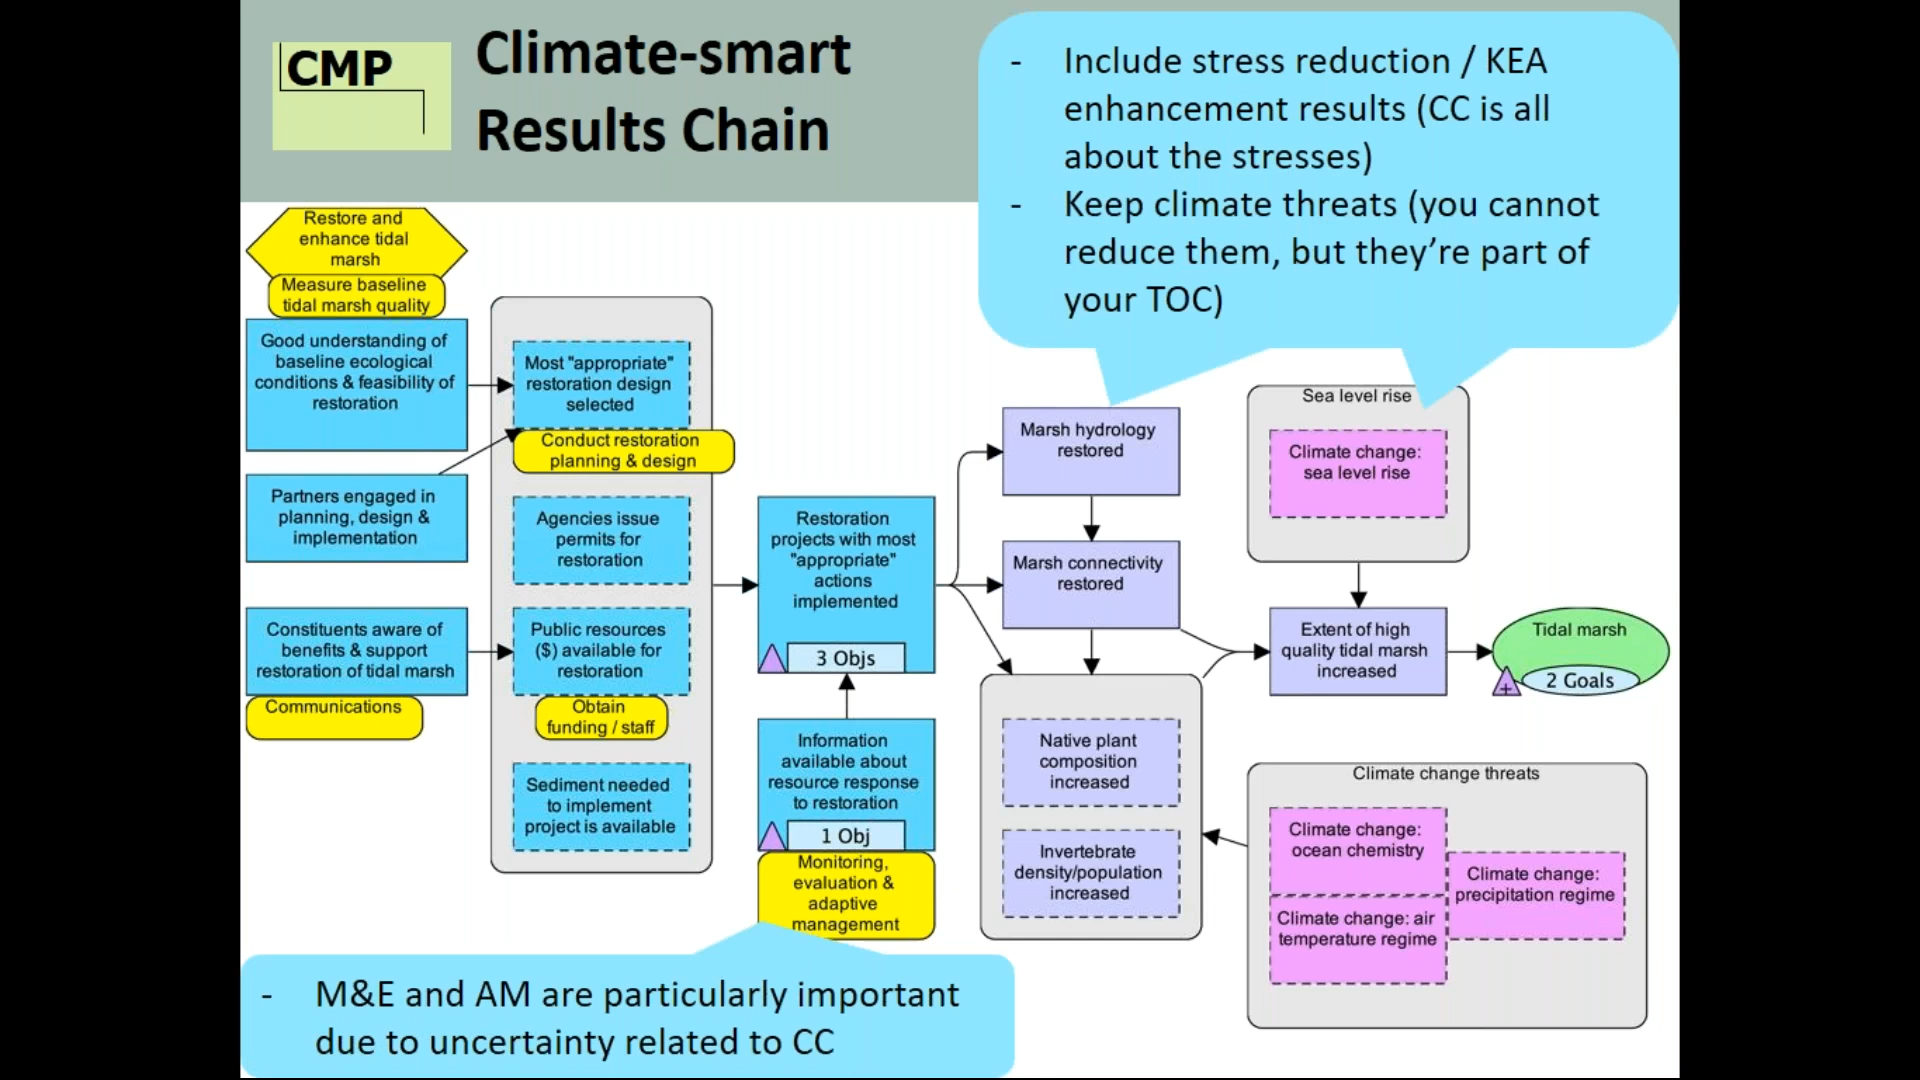 CMP
Climate-smart
Results Chain
- Include stress reduction / KEA
enhancement results (CC is all
about the stresses)
- Keep climate threats (you cannot
reduce them, but they’re part of
your TOC)
Restore and
enhance tidal
marsh
Measure baseline
tidal marsh quality
Good understanding of
baseline ecological
conditions & feasibility of
restoration
Partners engaged in
planning, design &
implementation
Constituents aware of
benefits & support
restoration of tidal marsh
Communications
Most "appropriate"
restoration design
selected
Conduct restoration
planning & design
Agencies issue
permits for
restoration
Public resources
($) available for
restoration
Obtain
funding / staff
Sediment needed
to implement
project is available
Restoration
projects with most
"appropriate"
actions
implemented
3 Objs
Information
available about
resource response
to restoration
1 Obj
Monitoring,
evaluation &
adaptive
management
Marsh hydrology
restored
Marsh connectivity
restored
Native plant
composition
increased
Invertebrate
density/population
increased
Sea level rise
Climate change:
sea level rise
Extent of high
quality tidal marsh
increased
Tidal marsh
2 Goals
Climate change threats
Climate change:
ocean chemistry
Climate change:
precipitation regime
Climate change: air
temperature regime
- M&E and AM are particularly important
due to uncertainty related to CC